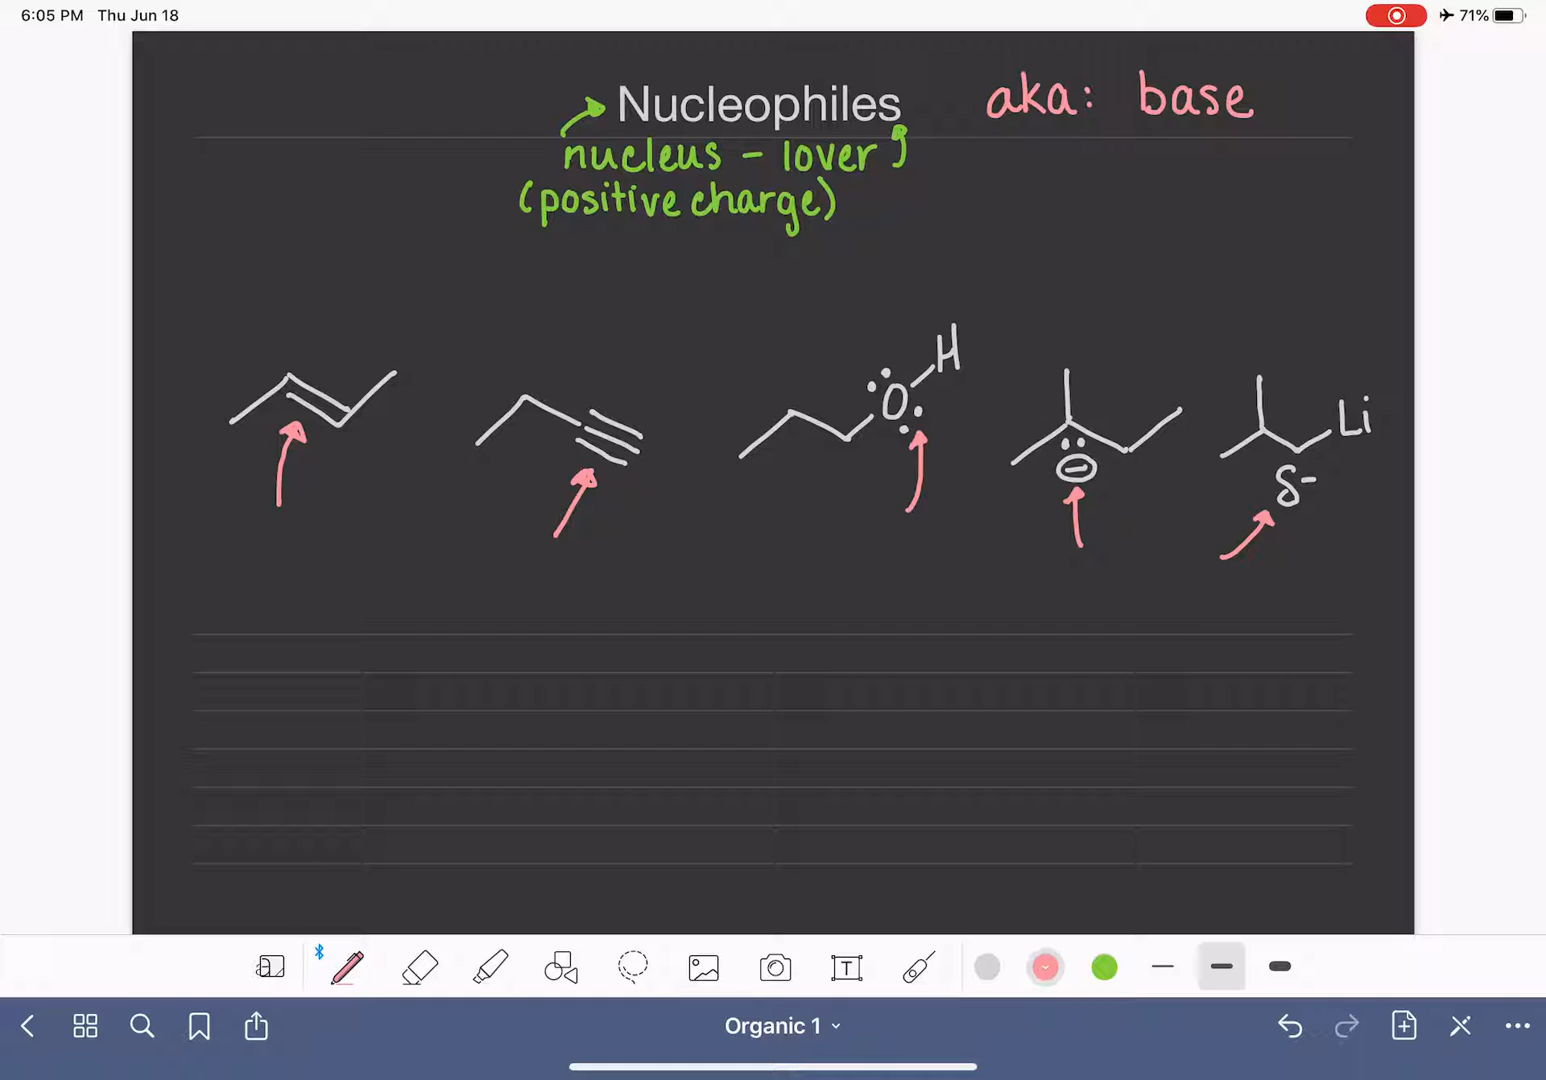 6:05 PM Thu Jun 18
71%
Nucleophiles
aka: base
nucleus - lover
(positive charge)
H
O
Li
δ-
T
Organic 1